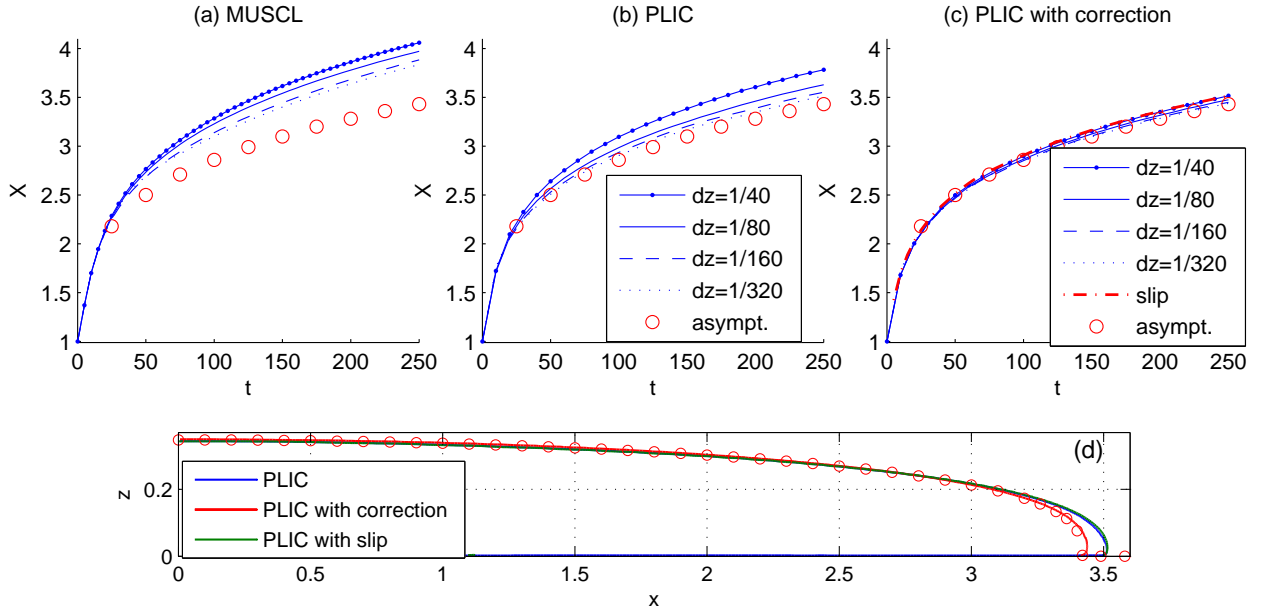 (a) MUSCL
X
4
3.5
3
2.5
2
1.5
1
0 50 100 150 200 250
t
(b) PLIC
X
4
3.5
3
2.5
2
1.5
1
0 50 100 150 200 250
t
dz=1/40
dz=1/80
dz=1/160
dz=1/320
asympt.
(c) PLIC with correction
X
4
3.5
3
2.5
2
1.5
1
0 50 100 150 200 250
t
dz=1/40
dz=1/80
dz=1/160
dz=1/320
slip
asympt.
(d)
z
0.2
0
PLIC
PLIC with correction
PLIC with slip
0 0.5 1 1.5 2 2.5 3 3.5
x